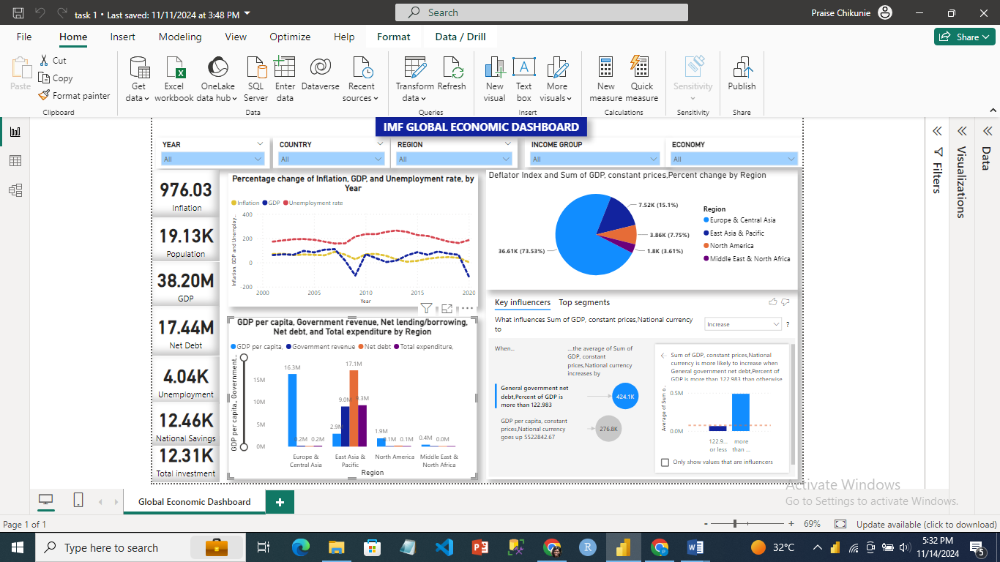 task 1 • Last saved: 11/11/2024 at 3:48 PM
Search
Praise Chikunie
File Home Insert Modeling View Optimize Help Format Data / Drill
Share
Paste
Cut
Copy
Format painter
Get data
Excel workbook
OneLake data hub
SQL Server
Enter data
Dataverse
Recent sources
Transform data
Refresh
New visual
Text box
More visuals
New measure
Quick measure
Sensitivity
Publish
Clipboard Data Queries Insert Calculations Sensitivity Share
IMF GLOBAL ECONOMIC DASHBOARD
YEAR COUNTRY REGION INCOME GROUP ECONOMY
All All All All All
976.03
Inflation
19.13K
Population
38.20M
GDP
17.44M
Net Debt
4.04K
Unemployment
12.46K
National Savings
12.31K
Total investment
Percentage change of Inflation, GDP, and Unemployment rate, by
Year
Inflation GDP Unemployment rate
Inflation GDP and Unemploy...
400
200
0
-200
2000 2005 2010 2015 2020
Year
GDP per capita, Government revenue, Net lending/borrowing,
Net debt, and Total expenditure by Region
GDP per capita, Government revenue Net debt Total expenditure,
GDP per capita,, Government...
15M
10M
5M
0M
16.3M
0.2M 0.2M
2.9M
9.0M
17.1M
9.3M
1.9M
0.1M 0.1M
0.4M 0.0M
Europe & Central Asia
East Asia & Pacific
North America
Middle East & North Africa
Region
Deflator Index and Sum of GDP, constant prices,Percent change by Region
7.52K (15.1%)
3.86K (7.75%)
1.8K (3.61%)
36.61K (73.53%)
Region
Europe & Central Asia
East Asia & Pacific
North America
Middle East & North Africa
Key influencers Top segments
What influences Sum of GDP, constant prices,National currency
to
Increase
?
When...
...the average of Sum of
GDP, constant
prices,National currency
increases by
General government net
debt,Percent of GDP is
more than 122.983
424.1K
GDP per capita, constant
prices,National currency
goes up 5522842.67
276.8K
Sum of GDP, constant prices,National
currency is more likely to increase when
General government net debt,Percent of
GDP is more than 122.983 than otherwise
Average of Sum o...
0.5M
0.0M
122.9... or less
more than ...
Only show values that are influencers
Filters
Visualizations
Data
Activate Windows
Go to Settings to activate Windows.
Global Economic Dashboard
+
Page 1 of 1
- + 69%
Update available (click to download)
Type here to search
32°C
5:32 PM
11/14/2024
5